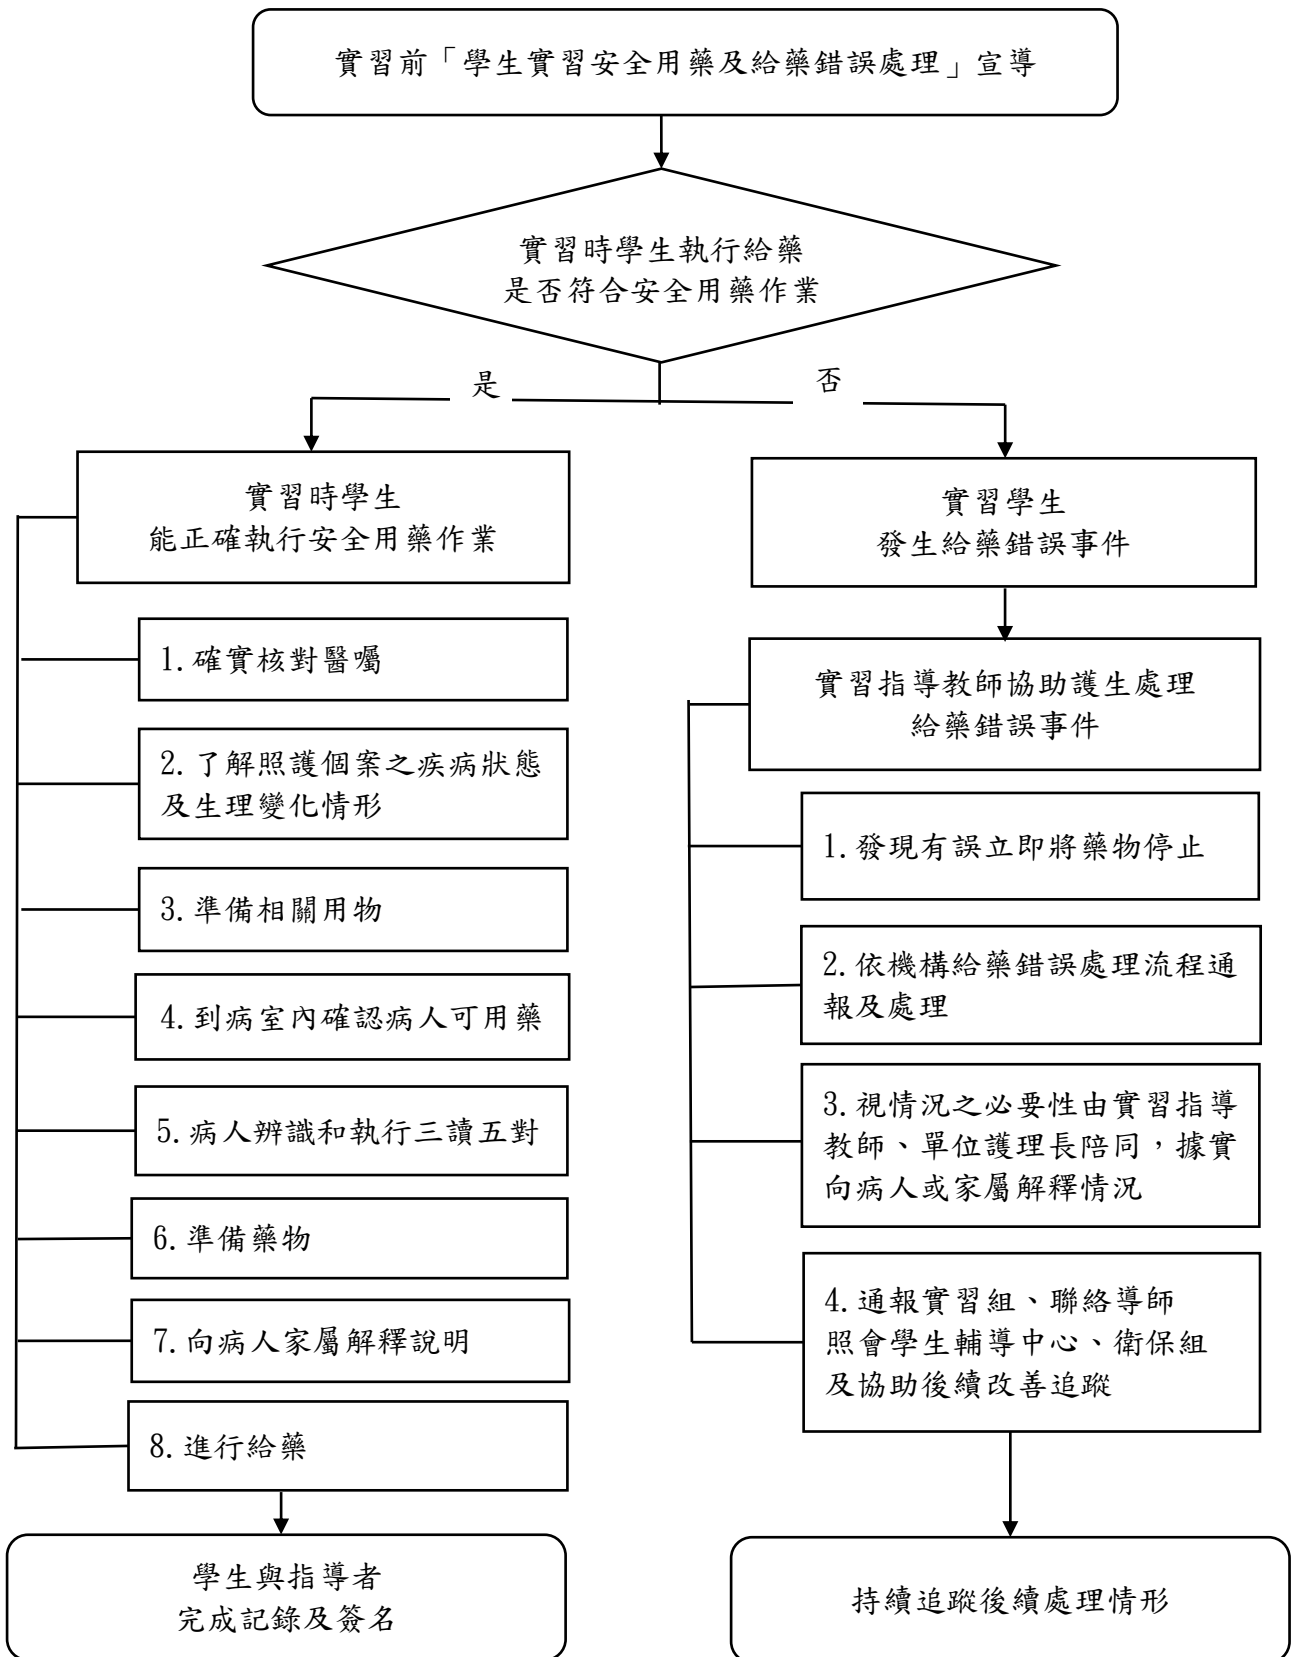 實習前「學生實習安全用藥及給藥錯誤處理」宣導
實習時學生執行給藥
是否符合安全用藥作業
是
否
實習時學生
能正確執行安全用藥作業
1.確實核對醫囑
2.了解照護個案之疾病狀態
及生理變化情形
3.準備相關用物
4.到病室內確認病人可用藥
5.病人辨識和執行三讀五對
6.準備藥物
7.向病人家屬解釋說明
8.進行給藥
學生與指導者
完成記錄及簽名
實習學生
發生給藥錯誤事件
實習指導教師協助護生處理
給藥錯誤事件
1.發現有誤立即將藥物停止
2.依機構給藥錯誤處理流程通
報及處理
3.視情況之必要性由實習指導
教師、單位護理長陪同，據實
向病人或家屬解釋情況
4.通報實習組、聯絡導師
照會學生輔導中心、衛保組
及協助後續改善追蹤
持續追蹤後續處理情形